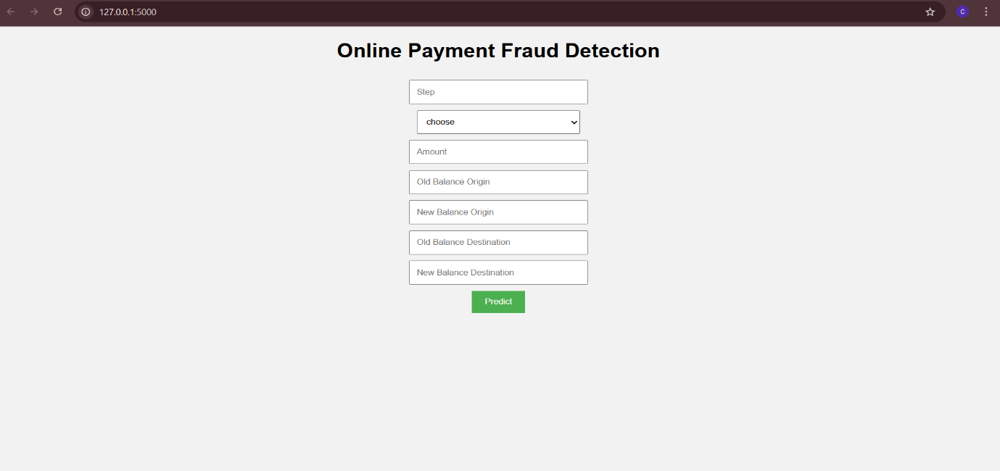 127.0.0.1:5000
C
Online Payment Fraud Detection
Step
choose
Amount
Old Balance Origin
New Balance Origin
Old Balance Destination
New Balance Destination
Predict